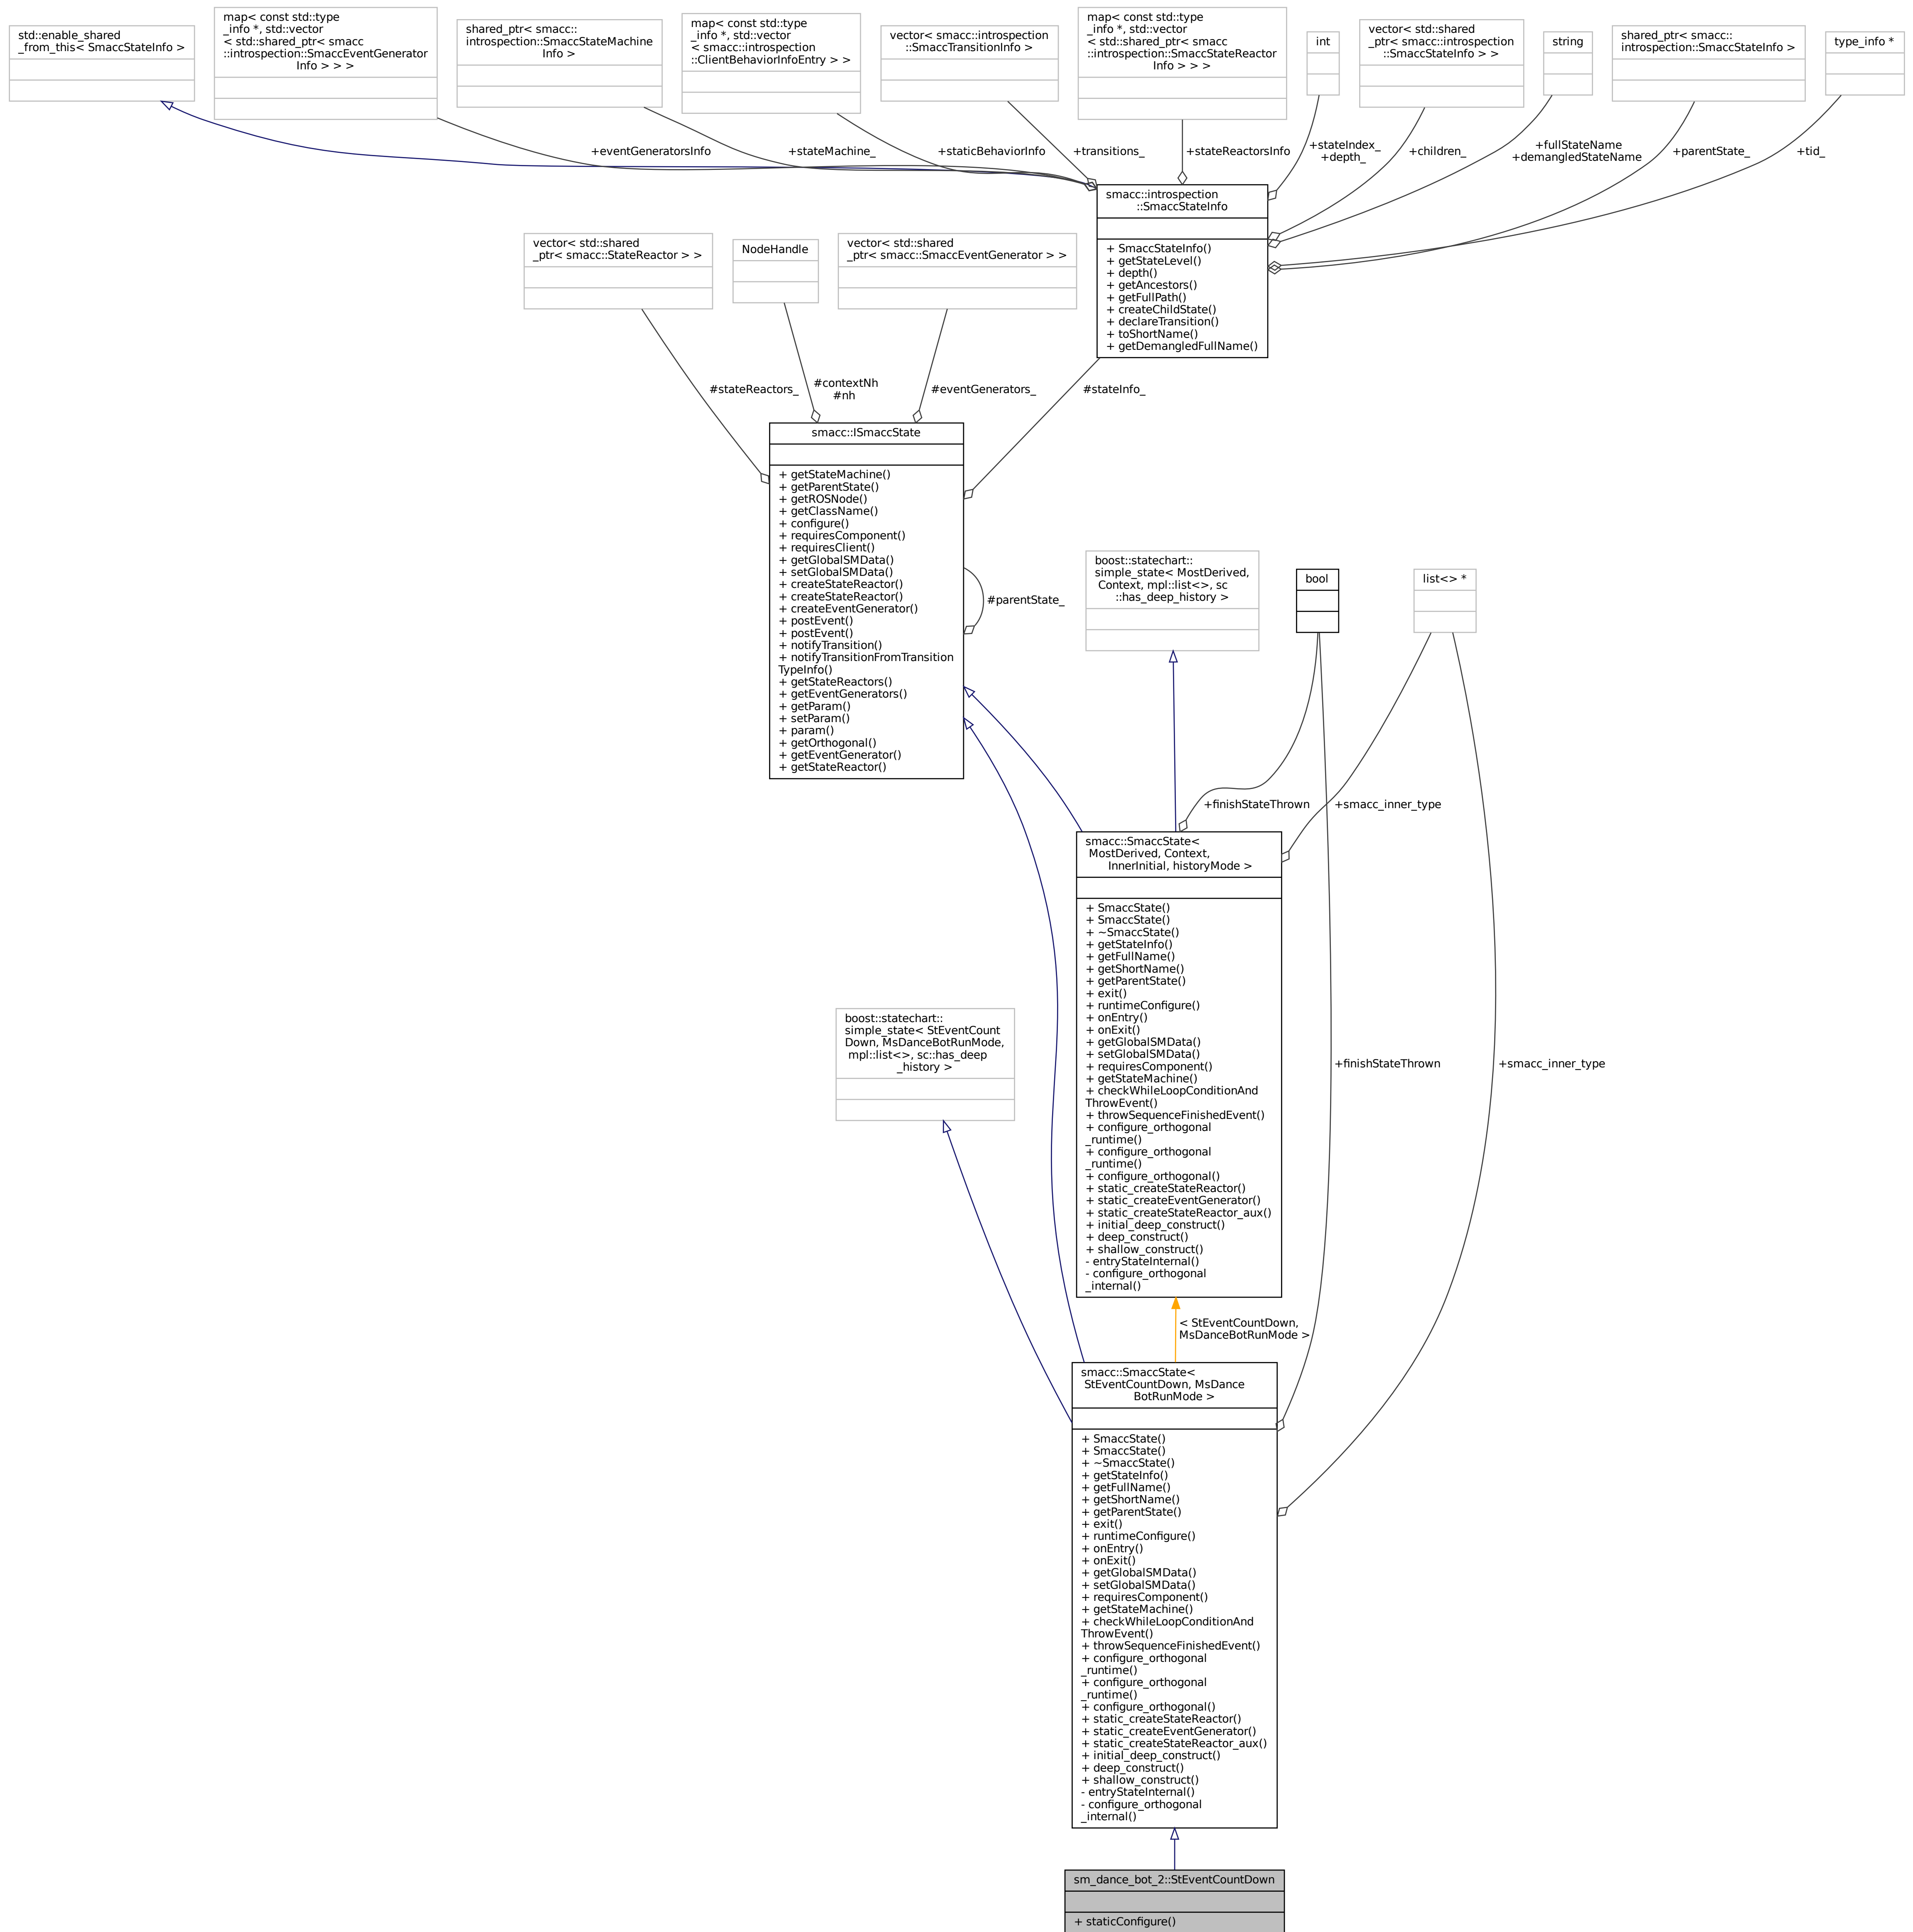 std::enable_shared
_from_this< SmaccStateInfo >
map< const std::type
_info *, std::vector
< std::shared_ptr< smacc
::introspection::SmaccEventGenerator
Info > > >
shared_ptr< smacc::
introspection::SmaccStateMachine
Info >
map< const std::type
_info *, std::vector
< smacc::introspection
::ClientBehaviorInfoEntry > >
vector< smacc::introspection
::SmaccTransitionInfo >
map< const std::type
_info *, std::vector
< std::shared_ptr< smacc
::introspection::SmaccStateReactor
Info > > >
int
vector< std::shared
_ptr< smacc::introspection
::SmaccStateInfo > >
string
shared_ptr< smacc::
introspection::SmaccStateInfo >
type_info *
+eventGeneratorsInfo
+stateMachine_
+staticBehaviorInfo
+transitions_
+stateReactorsInfo
+stateIndex_
+depth_
+children_
+fullStateName
+demangledStateName
+parentState_
+tid_
smacc::introspection
::SmaccStateInfo
+ SmaccStateInfo()
+ getStateLevel()
+ depth()
+ getAncestors()
+ getFullPath()
+ createChildState()
+ declareTransition()
+ toShortName()
+ getDemangledFullName()
vector< std::shared
_ptr< smacc::StateReactor > >
NodeHandle
vector< std::shared
_ptr< smacc::SmaccEventGenerator > >
#stateReactors_
#contextNh
#nh
#eventGenerators_
#stateInfo_
smacc::ISmaccState
+ getStateMachine()
+ getParentState()
+ getROSNode()
+ getClassName()
+ configure()
+ requiresComponent()
+ requiresClient()
+ getGlobalSMData()
+ setGlobalSMData()
+ createStateReactor()
+ createStateReactor()
+ createEventGenerator()
+ postEvent()
+ postEvent()
+ notifyTransition()
+ notifyTransitionFromTransition
TypeInfo()
+ getStateReactors()
+ getEventGenerators()
+ getParam()
+ setParam()
+ param()
+ getOrthogonal()
+ getEventGenerator()
+ getStateReactor()
#parentState_
boost::statechart::
simple_state< MostDerived,
Context, mpl::list<>, sc
::has_deep_history >
bool
list<> *
+finishStateThrown
+smacc_inner_type
smacc::SmaccState<
MostDerived, Context,
InnerInitial, historyMode >
+ SmaccState()
+ SmaccState()
+ ~SmaccState()
+ getStateInfo()
+ getFullName()
+ getShortName()
+ getParentState()
+ exit()
+ runtimeConfigure()
+ onEntry()
+ onExit()
+ getGlobalSMData()
+ setGlobalSMData()
+ requiresComponent()
+ getStateMachine()
+ checkWhileLoopConditionAnd
ThrowEvent()
+ throwSequenceFinishedEvent()
+ configure_orthogonal
_runtime()
+ configure_orthogonal
_runtime()
+ configure_orthogonal()
+ static_createStateReactor()
+ static_createEventGenerator()
+ static_createStateReactor_aux()
+ initial_deep_construct()
+ deep_construct()
+ shallow_construct()
- entryStateInternal()
- configure_orthogonal
_internal()
boost::statechart::
simple_state< StEventCount
Down, MsDanceBotRunMode,
mpl::list<>, sc::has_deep
_history >
+finishStateThrown
+smacc_inner_type
< StEventCountDown,
MsDanceBotRunMode >
smacc::SmaccState<
StEventCountDown, MsDance
BotRunMode >
+ SmaccState()
+ SmaccState()
+ ~SmaccState()
+ getStateInfo()
+ getFullName()
+ getShortName()
+ getParentState()
+ exit()
+ runtimeConfigure()
+ onEntry()
+ onExit()
+ getGlobalSMData()
+ setGlobalSMData()
+ requiresComponent()
+ getStateMachine()
+ checkWhileLoopConditionAnd
ThrowEvent()
+ throwSequenceFinishedEvent()
+ configure_orthogonal
_runtime()
+ configure_orthogonal
_runtime()
+ configure_orthogonal()
+ static_createStateReactor()
+ static_createEventGenerator()
+ static_createStateReactor_aux()
+ initial_deep_construct()
+ deep_construct()
+ shallow_construct()
- entryStateInternal()
- configure_orthogonal
_internal()
sm_dance_bot_2::StEventCountDown
+ staticConfigure()